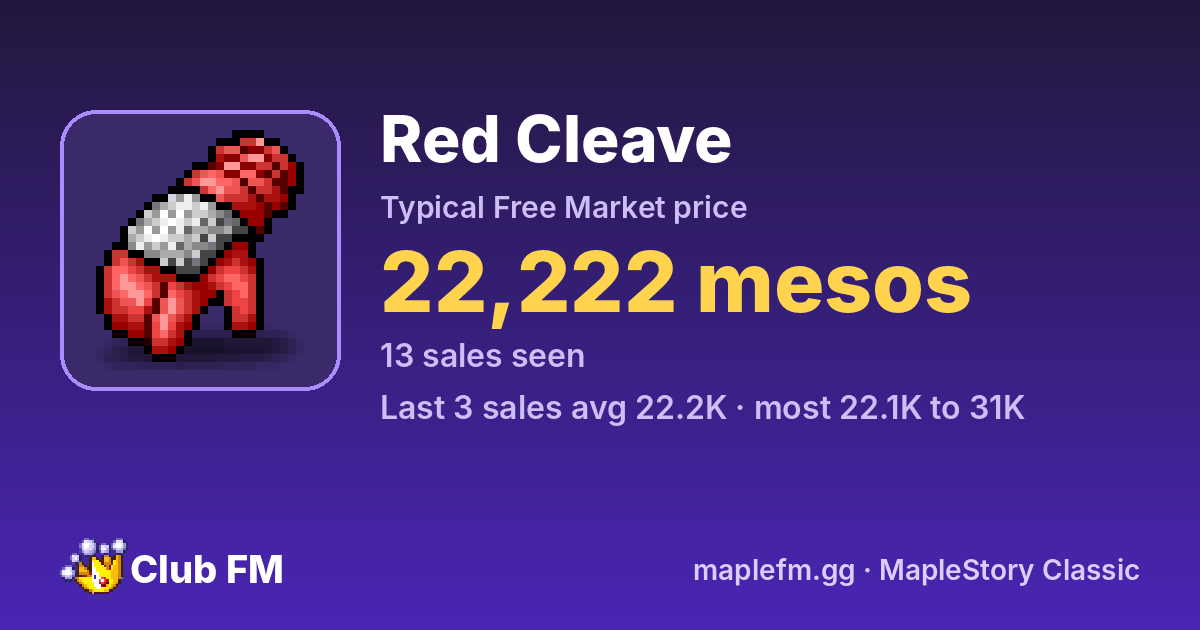 Red Cleave
Typical Free Market price
22,222 mesos
13 sales seen
Last 3 sales avg 22.2K · most 22.1K to 31K
Club FM
maplefm.gg · MapleStory Classic